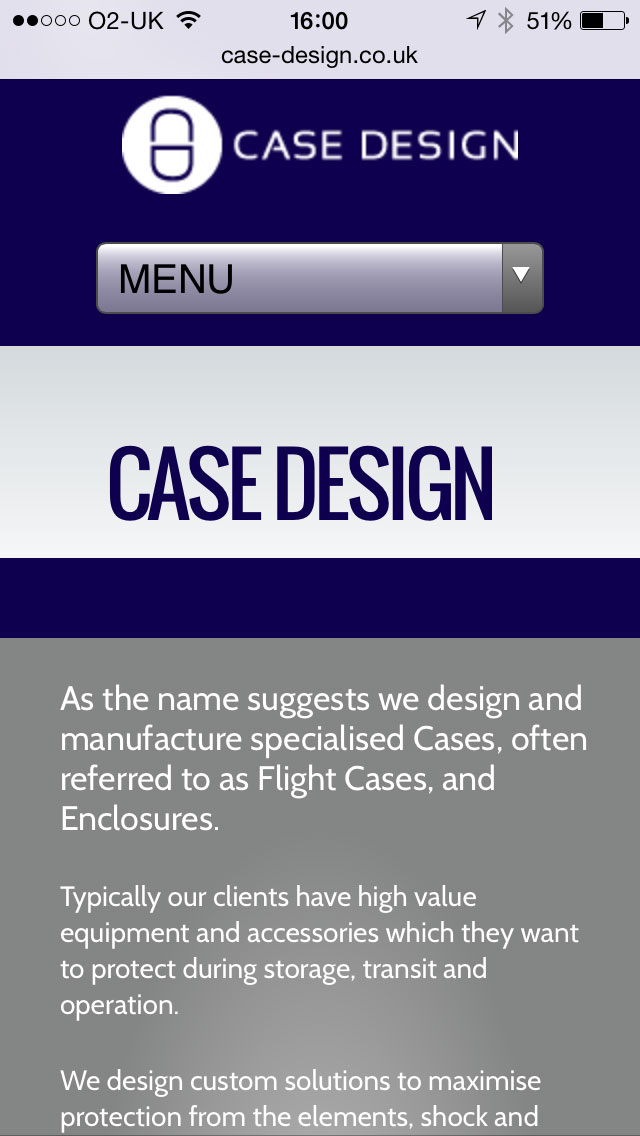 O2-UK 16:00 51%
case-design.co.uk
CASE DESIGN
MENU
CASE DESIGN
As the name suggests we design and
manufacture specialised Cases, often
referred to as Flight Cases, and
Enclosures.
Typically our clients have high value
equipment and accessories which they want
to protect during storage, transit and
operation.
We design custom solutions to maximise
protection from the elements, shock and